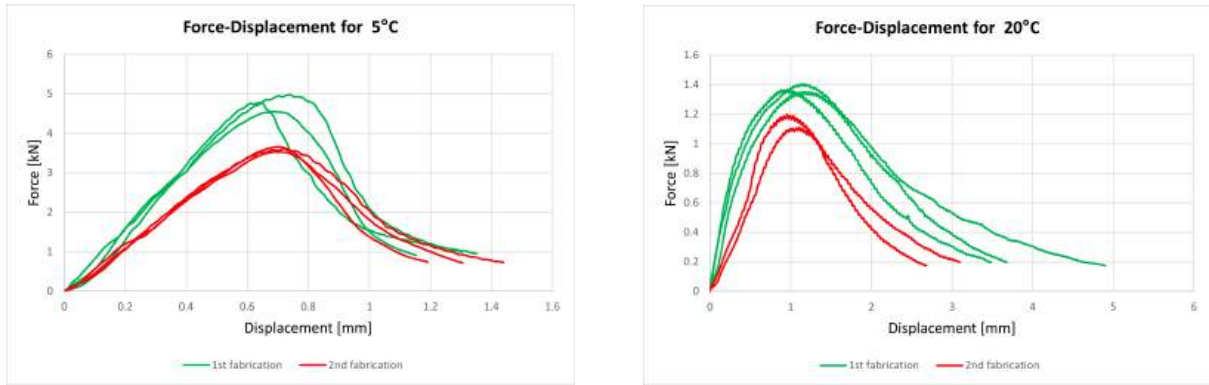 Force-Displacement for 5°C
Force [kN]
6
5
4
3
2
1
0
0 0.2 0.4 0.6 0.8 1 1.2 1.4 1.6
Displacement [mm]
1st fabrication 2nd fabrication
Force-Displacement for 20°C
Force [kN]
1.6
1.4
1.2
1
0.8
0.6
0.4
0.2
0
0 1 2 3 4 5 6
Displacement [mm]
1st fabrication 2nd fabrication